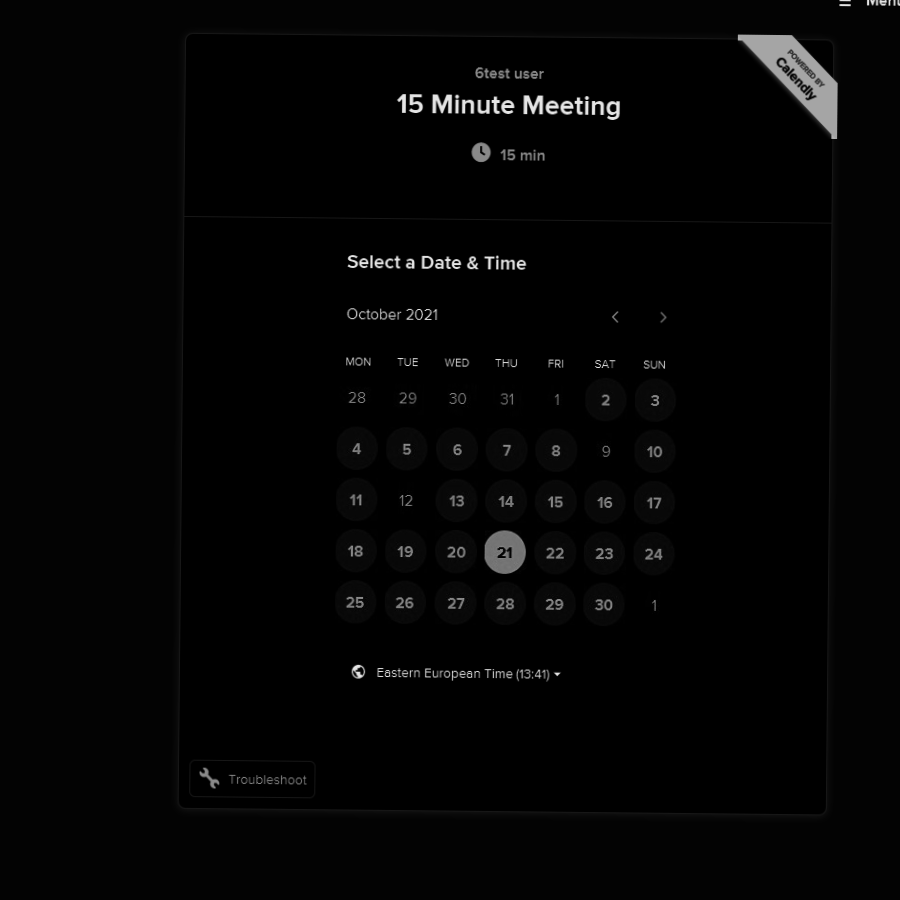 ☰ Menu
POWERED BY
Calendly
6test user
15 Minute Meeting
15 min
Select a Date & Time
October 2021 < >
MON TUE WED THU FRI SAT SUN
28 29 30 31 1 2 3
4 5 6 7 8 9 10
11 12 13 14 15 16 17
18 19 20 21 22 23 24
25 26 27 28 29 30 1
Eastern European Time (13:41)
Troubleshoot